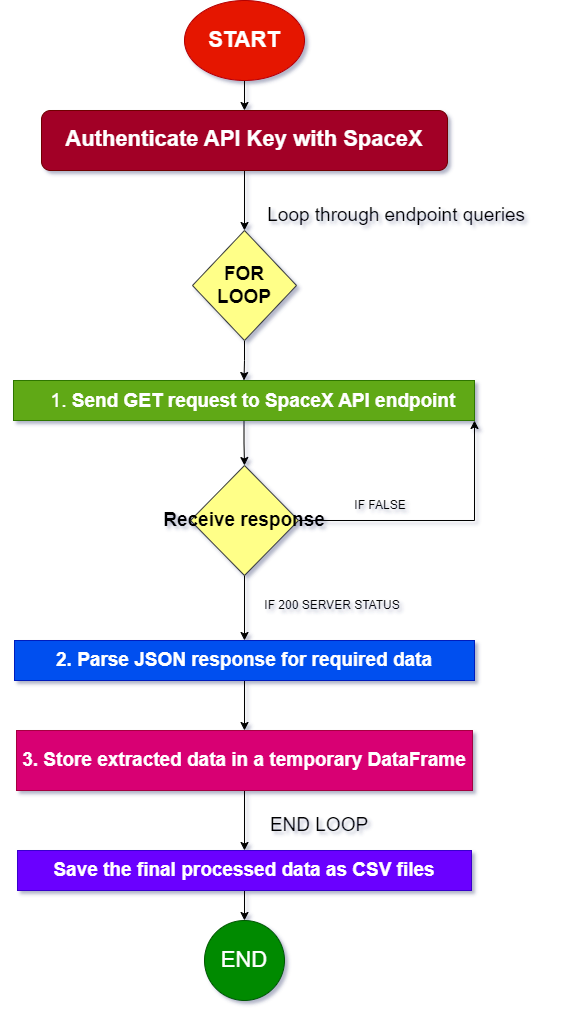 START
Authenticate API Key with SpaceX
Loop through endpoint queries
FOR
LOOP
1. Send GET request to SpaceX API endpoint
IF FALSE
Receive response
IF 200 SERVER STATUS
2. Parse JSON response for required data
3. Store extracted data in a temporary DataFrame
END LOOP
Save the final processed data as CSV files
END